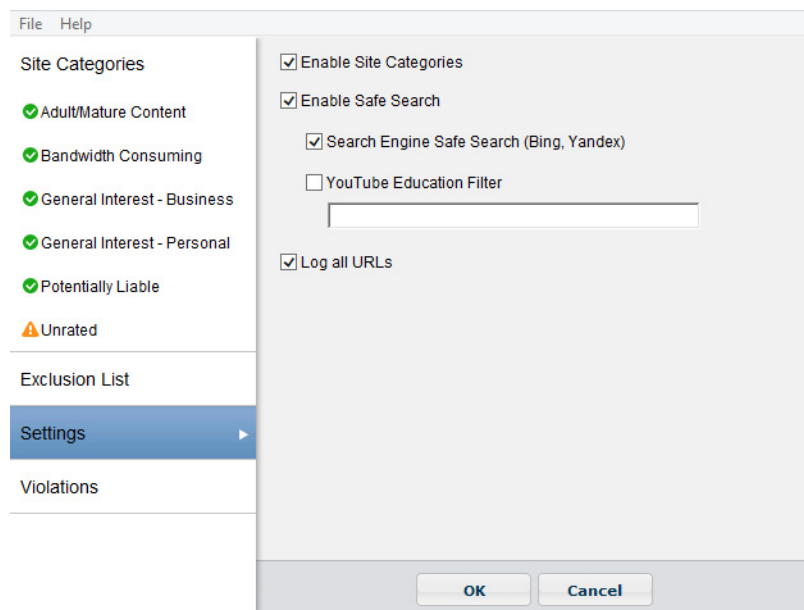 File Help
Site Categories
Adult/Mature Content
Bandwidth Consuming
General Interest - Business
General Interest - Personal
Potentially Liable
Unrated
Exclusion List
Settings
Violations
Enable Site Categories
Enable Safe Search
Search Engine Safe Search (Bing, Yandex)
YouTube Education Filter
Log all URLs
OK Cancel